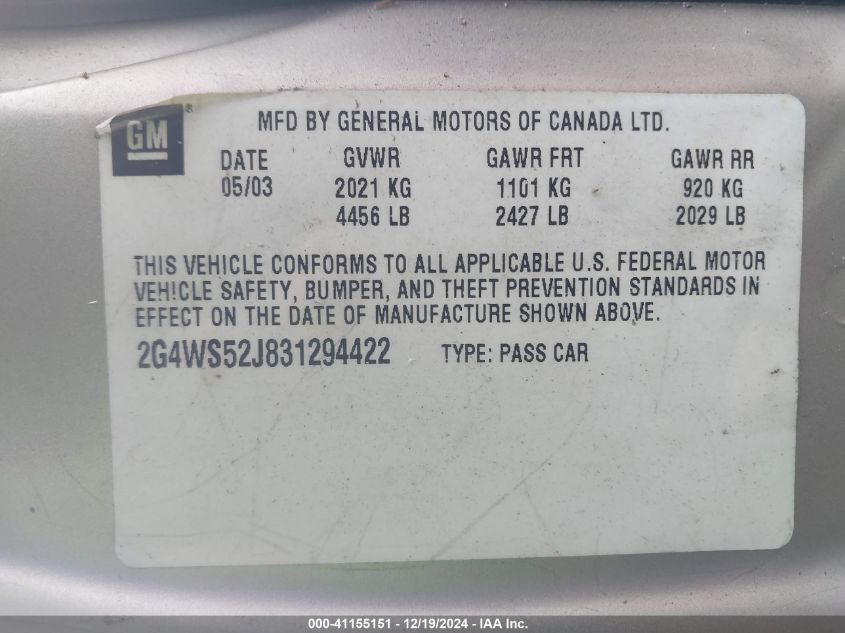 GM ®
MFD BY GENERAL MOTORS OF CANADA LTD.
DATE GVWR GAWR FRT GAWR RR
05/03 2021 KG 1101 KG 920 KG
4456 LB 2427 LB 2029 LB
THIS VEHICLE CONFORMS TO ALL APPLICABLE U.S. FEDERAL MOTOR
VEHICLE SAFETY, BUMPER, AND THEFT PREVENTION STANDARDS IN
EFFECT ON THE DATE OF MANUFACTURE SHOWN ABOVE.
2G4WS52J831294422 TYPE: PASS CAR
000-41155151 - 12/19/2024 - IAA Inc.